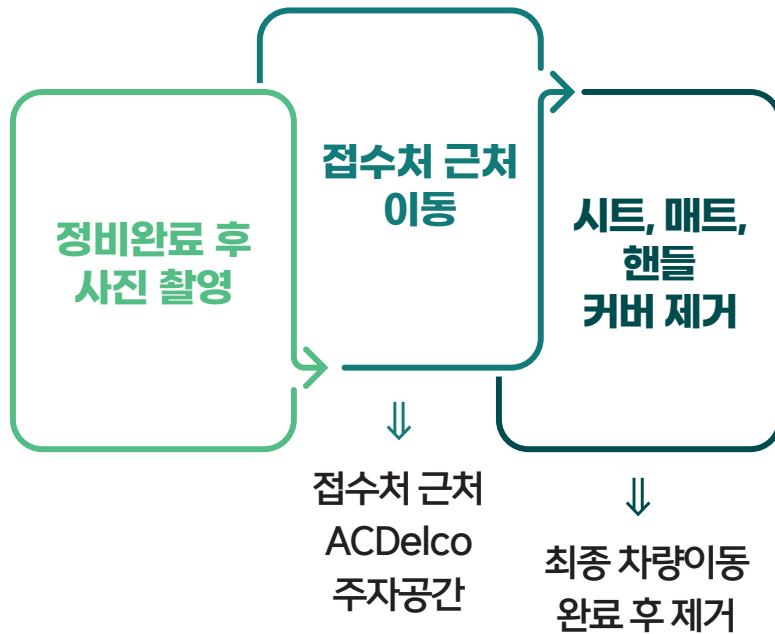 정비완료 후
사진 촬영
접수처 근처
이동
시트, 매트,
핸들
커버 제거
⇓
접수처 근처
ACDelco
주자공간
⇓
최종 차량이동
완료 후 제거